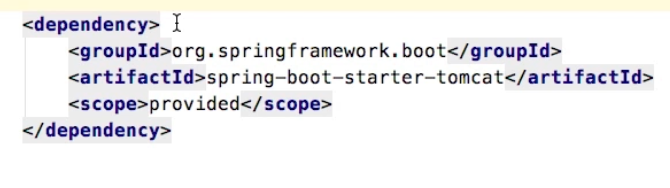 <dependency>
<groupId>org.springframework.boot</groupId>
<artifactId>spring-boot-starter-tomcat</artifactId>
<scope>provided</scope>
</dependency>